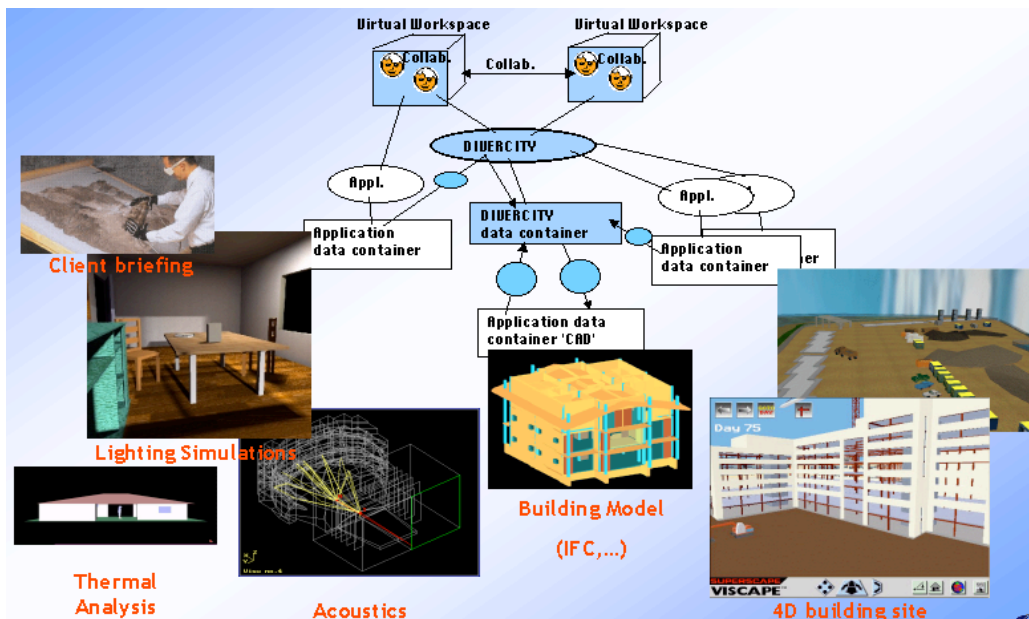 Virtual Workspace
Virtual Workspace
Collab.
Collab.
Collab.
DIVERCITY
Appl.
Appl.
Application
data container
DIVERCITY
data container
Application
data container
Client briefing
Application data
container 'CAD'
Day 75
Lighting Simulations
Building Model
(IFC,...)
Thermal
Analysis
Acoustics
SUPERSCAPE
VISCAPE
4D building site